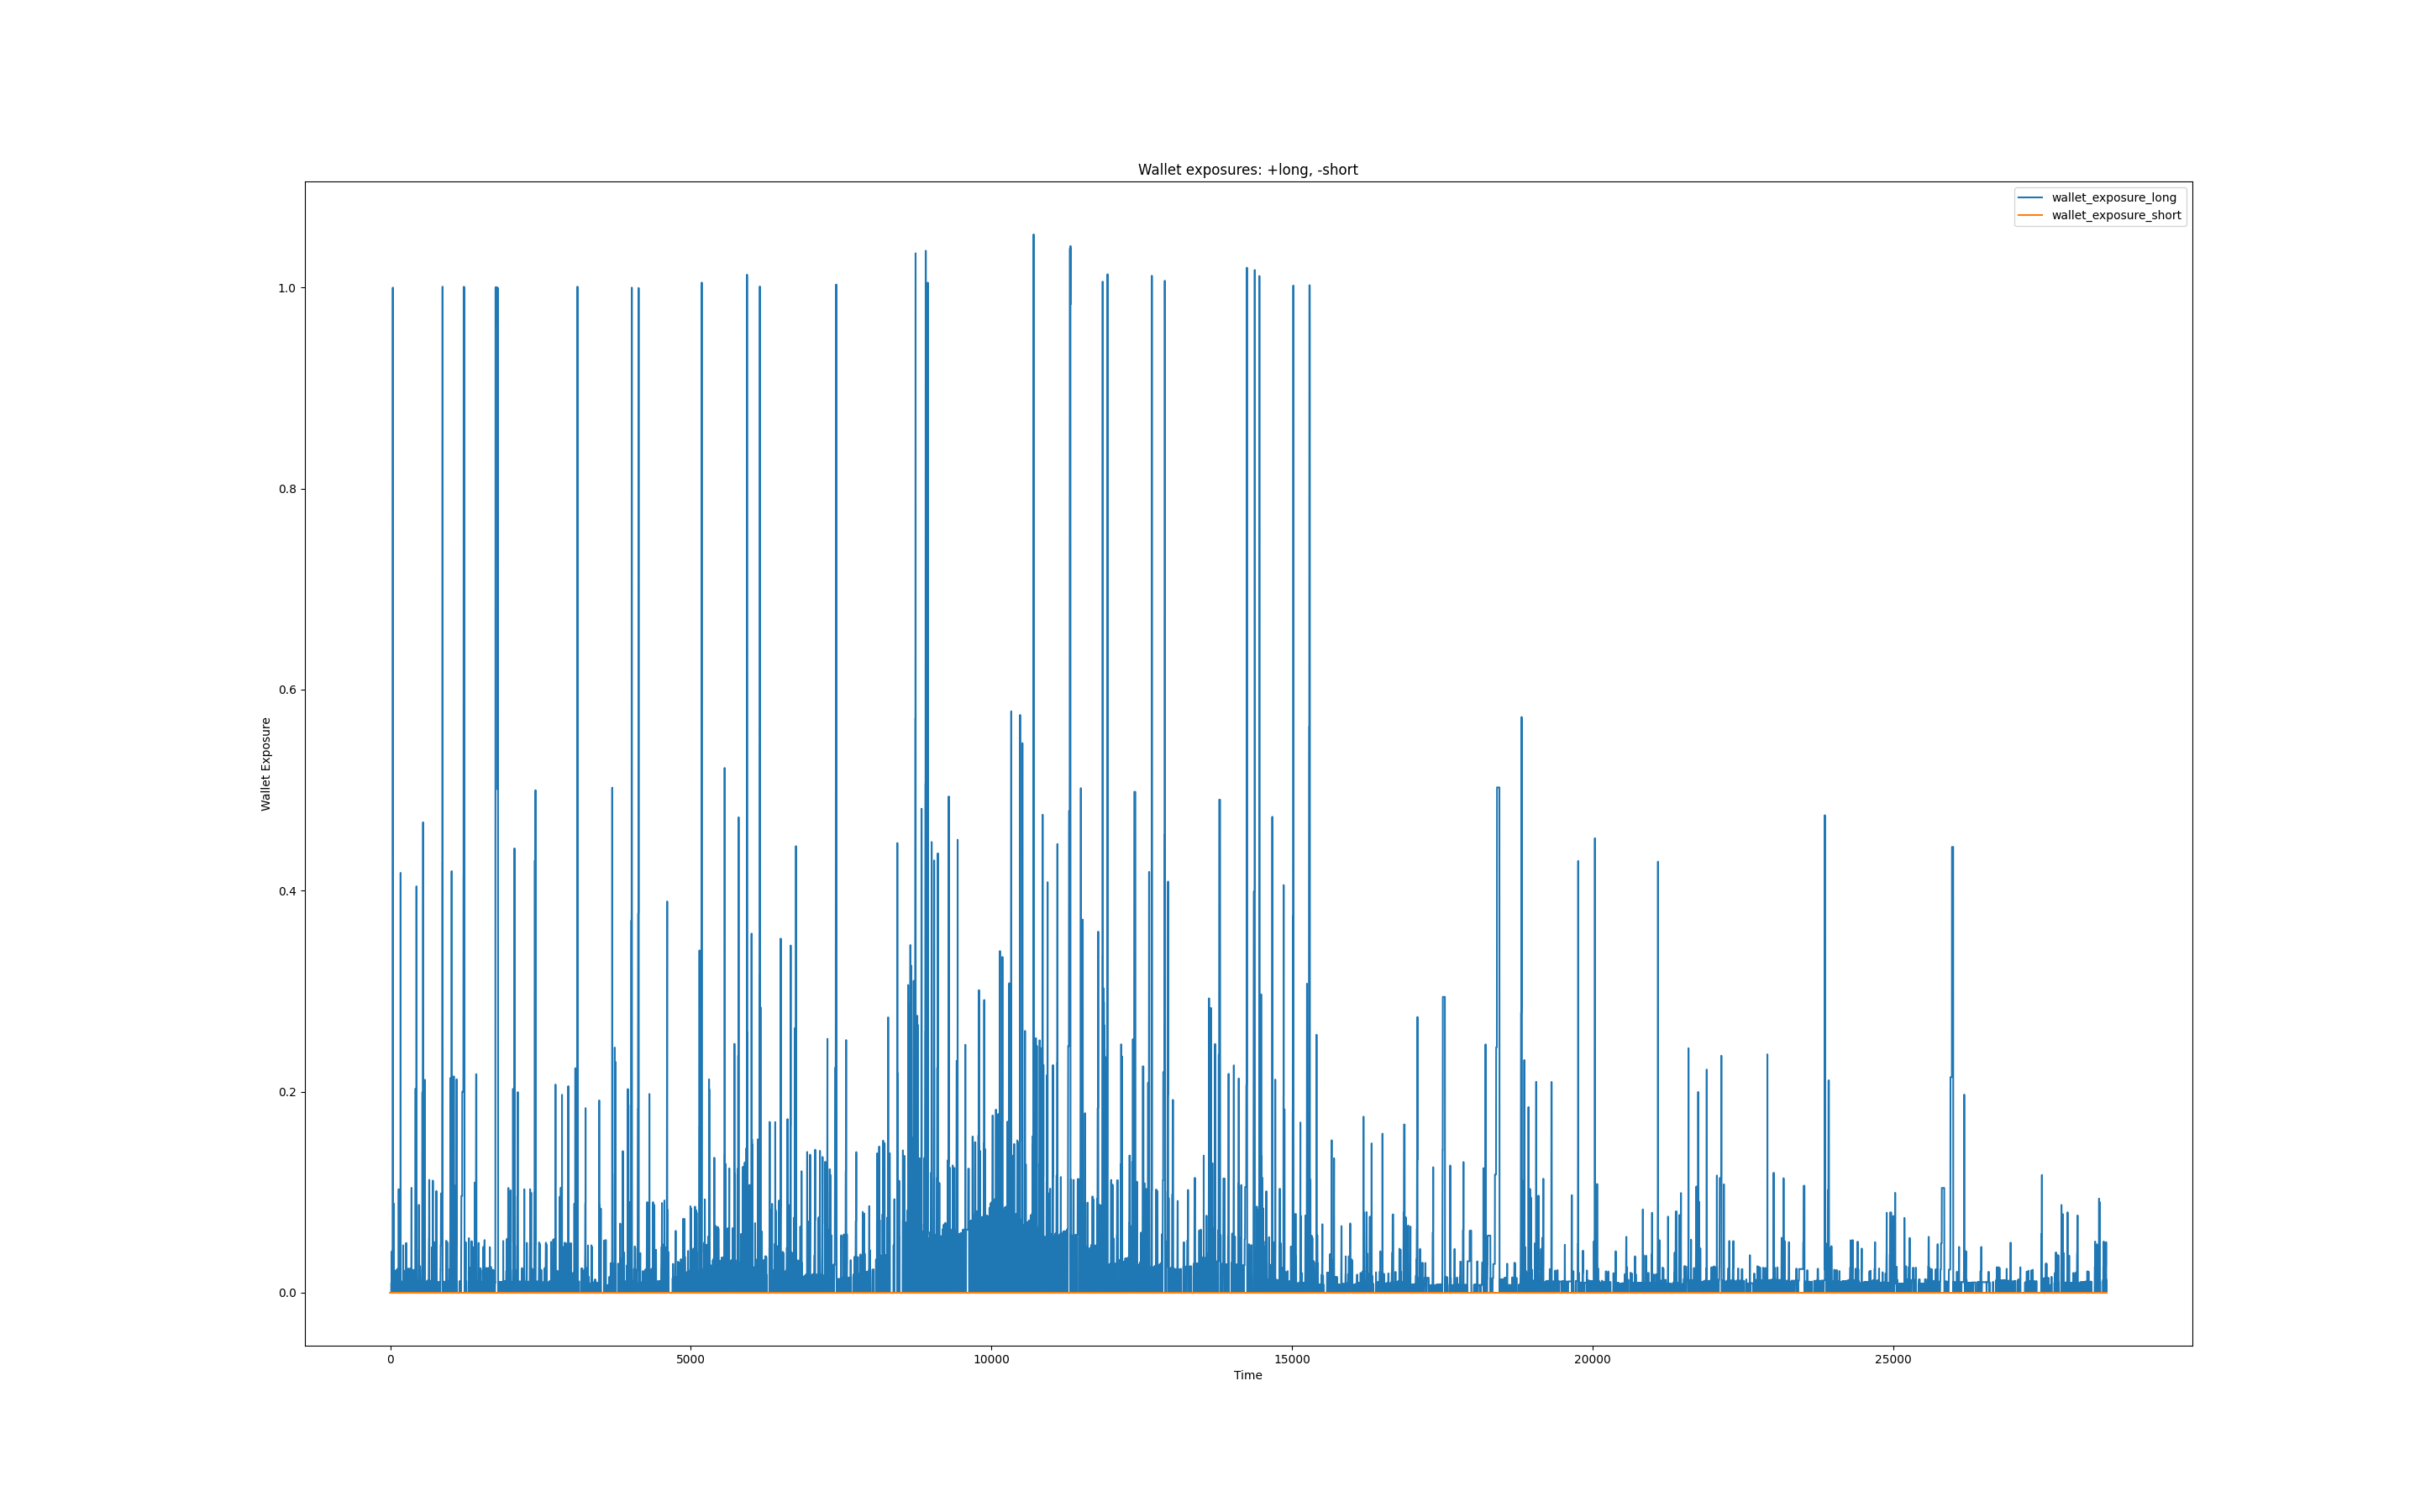 Wallet exposures: +long, -short
wallet_exposure_long
wallet_exposure_short
1.0
0.8
0.6
0.4
0.2
0.0
Wallet Exposure
0 5000 10000 15000 20000 25000
Time